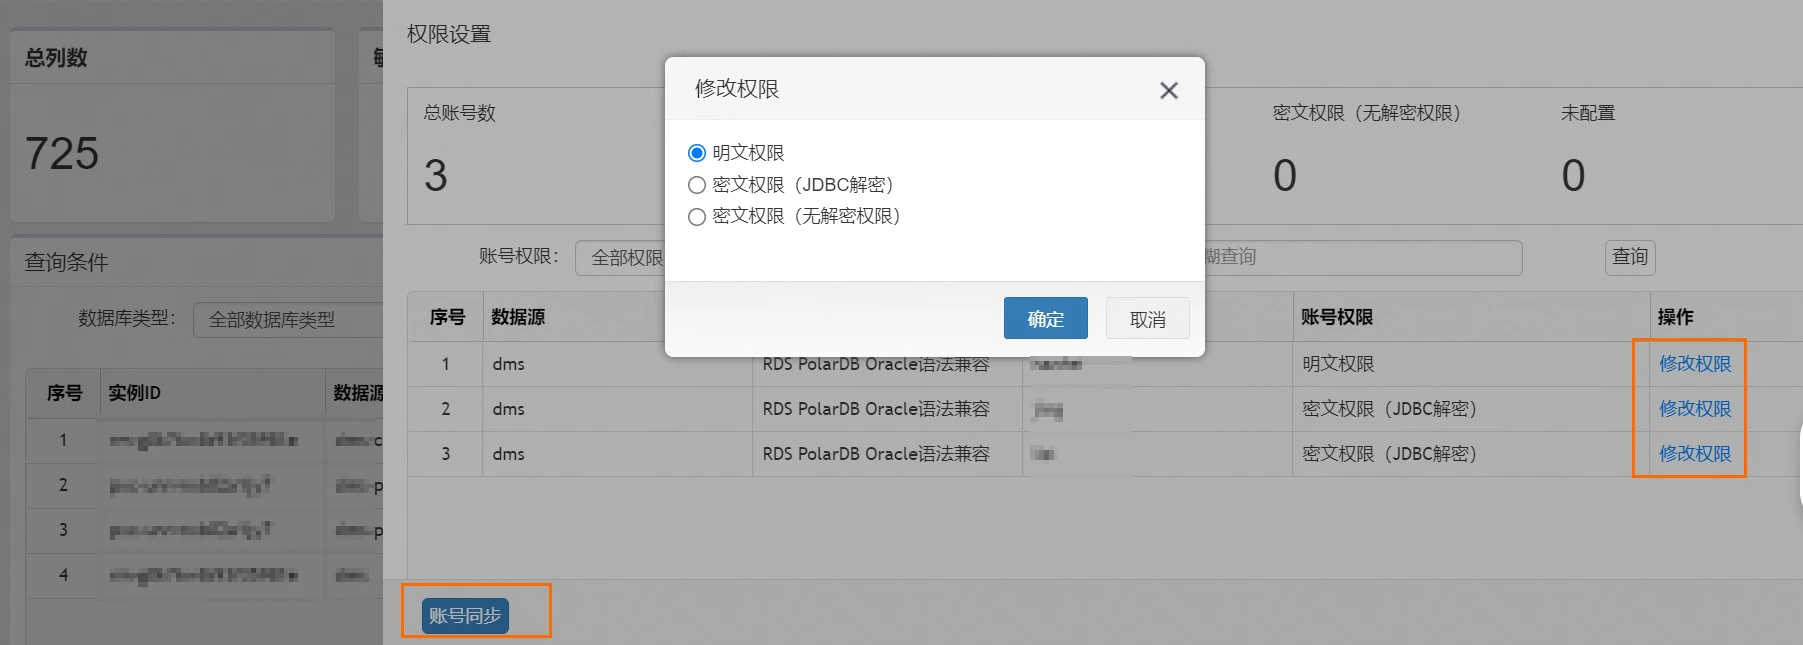 总列数
725
查询条件
数据库类型：
全部数据库类型
序号
实例ID
数据源
1
2
3
4
权限设置
总账号数
3
密文权限（无解密权限）
0
未配置
0
账号权限：
全部权限
糊查询
查询
序号
数据源
账号权限
操作
1
dms
RDS PolarDB Oracle语法兼容
明文权限
修改权限
2
dms
RDS PolarDB Oracle语法兼容
密文权限（JDBC解密）
修改权限
3
dms
RDS PolarDB Oracle语法兼容
密文权限（JDBC解密）
修改权限
账号同步
修改权限
明文权限
密文权限（JDBC解密）
密文权限（无解密权限）
确定
取消